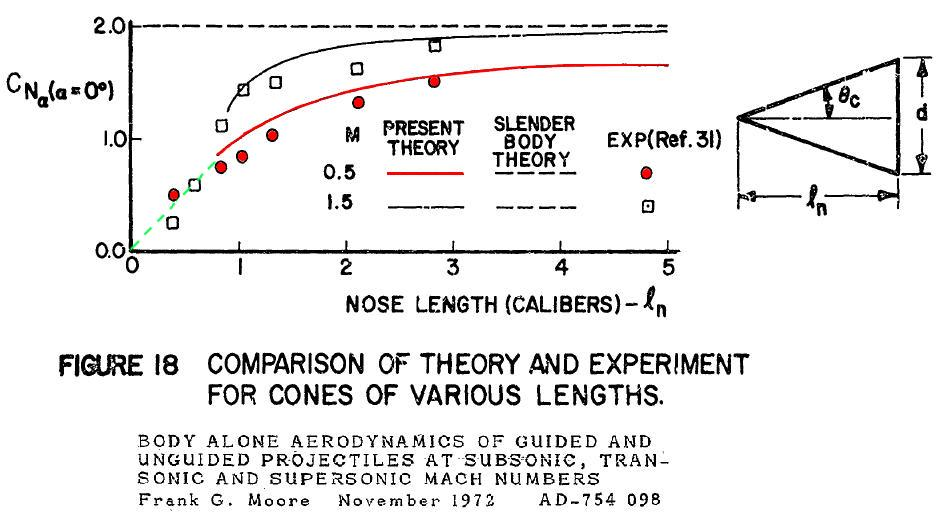 2.0
C_Nα(α=0°)
1.0
0.0
0 1 2 3 4 5
M PRESENT THEORY SLENDER BODY THEORY EXP(Ref. 31)
0.5
1.5
θc
d
ℓn
NOSE LENGTH (CALIBERS) - ℓn
FIGURE 18 COMPARISON OF THEORY AND EXPERIMENT
FOR CONES OF VARIOUS LENGTHS.
BODY ALONE AERODYNAMICS OF GUIDED AND
UNGUIDED PROJECTILES AT SUBSONIC, TRAN-
SONIC AND SUPERSONIC MACH NUMBERS
Frank G. Moore November 1972 AD-754 098